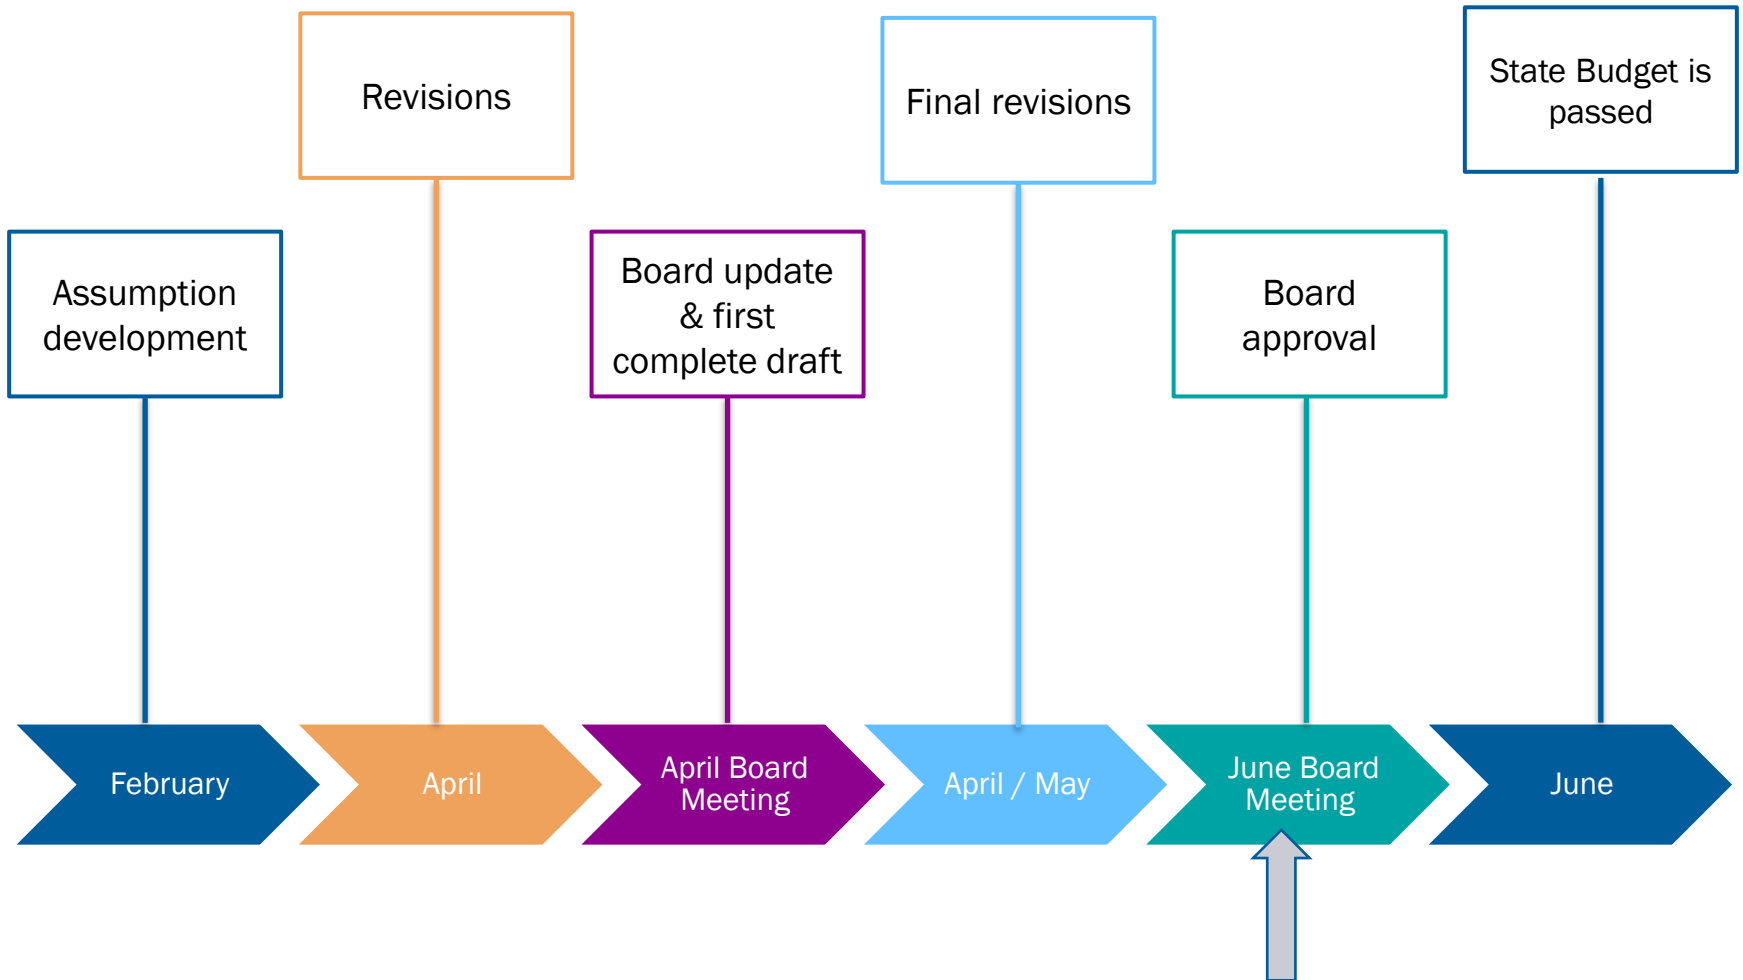 Revisions
Final revisions
State Budget is
passed
Assumption
development
Board update
& first
complete draft
Board
approval
February
April
April Board
Meeting
April / May
June Board
Meeting
June